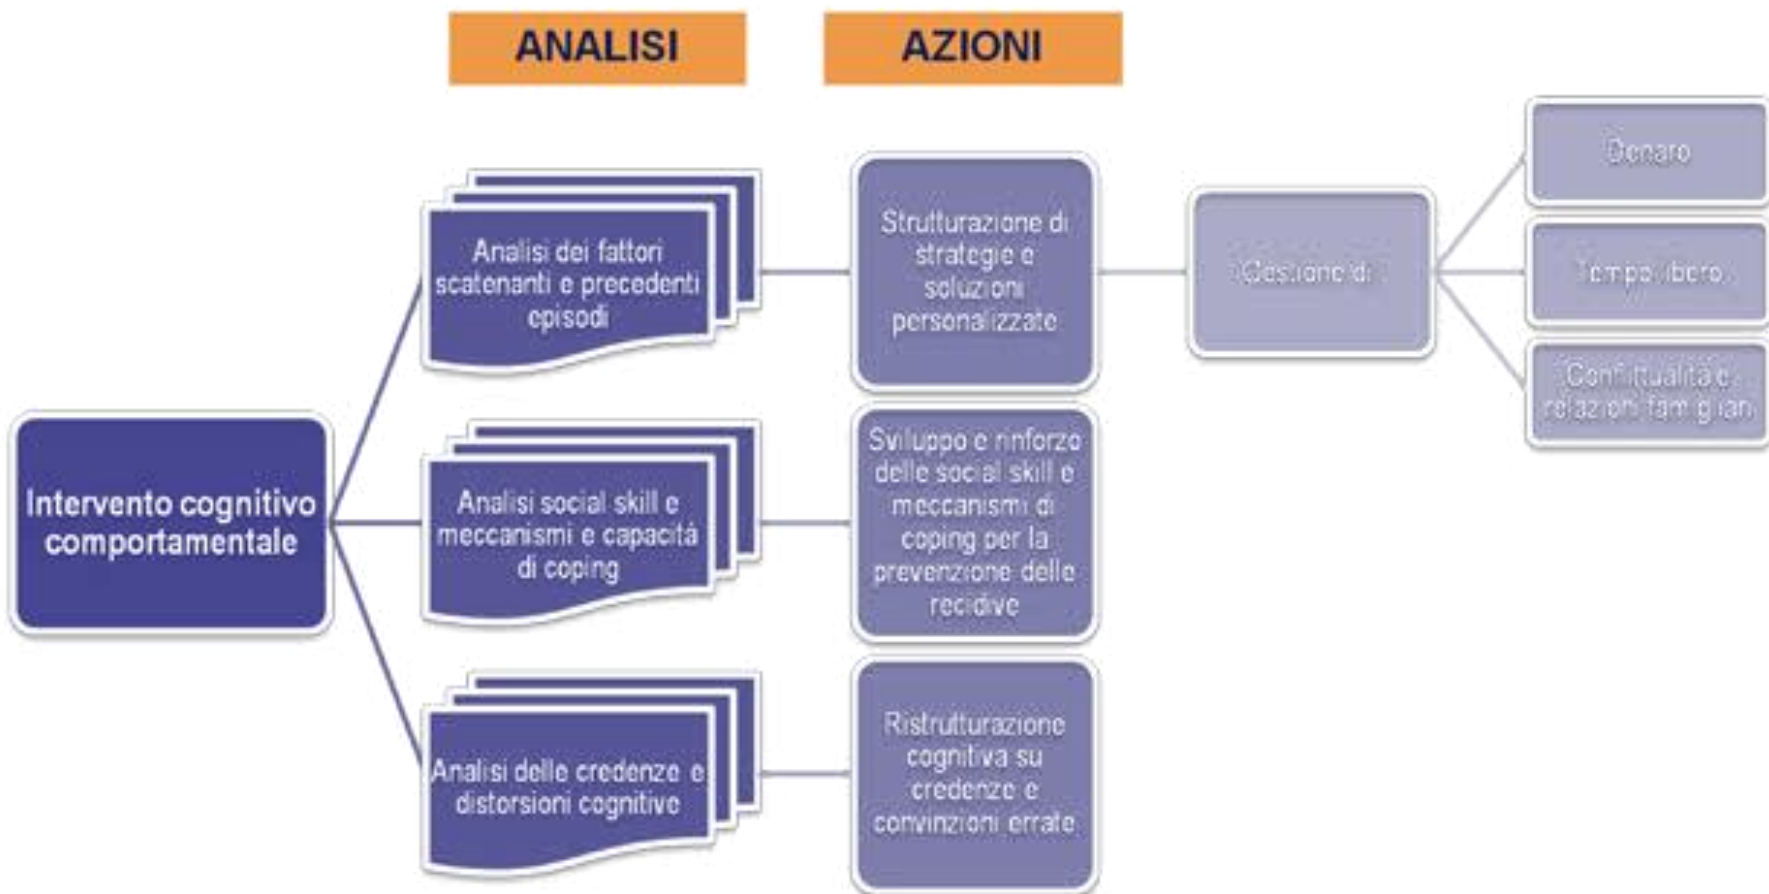 ANALISI
AZIONI
Intervento cognitivo
comportamentale
Analisi dei fattori
scatenanti e precedenti
episodi
Strutturazione di
strategie e
soluzioni
personalizzate
Gestione di
Denaro
Tempo libero
Conflittualità e
relazioni famigliari
Analisi social skill e
meccanismi e capacità
di coping
Sviluppo e rinforzo
delle social skill e
meccanismi di
coping per la
prevenzione delle
recidive
Analisi delle credenze e
distorsioni cognitive
Ristrutturazione
cognitiva su
credenze e
convinzioni errate